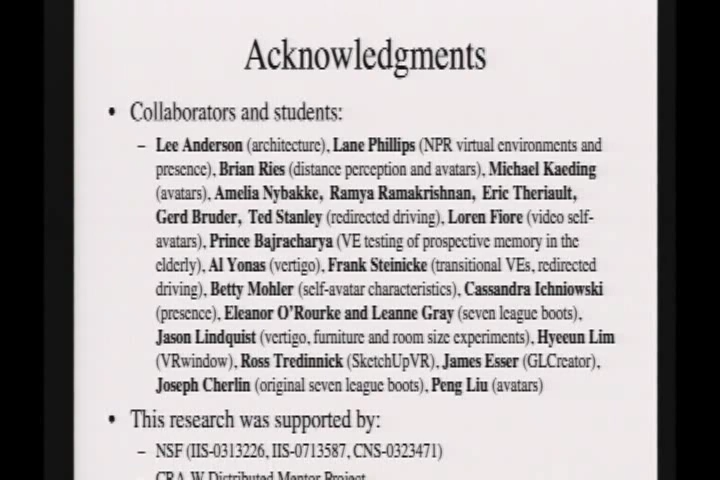 Acknowledgments
• Collaborators and students:
– Lee Anderson (architecture), Lane Phillips (NPR virtual environments and
presence), Brian Ries (distance perception and avatars), Michael Kaeding
(avatars), Amelia Nybakke, Ramya Ramakrishnan, Eric Theriault,
Gerd Bruder, Ted Stanley (redirected driving), Loren Fiore (video self-
avatars), Prince Bajracharya (VE testing of prospective memory in the
elderly), Al Yonas (vertigo), Frank Steinicke (transitional VEs, redirected
driving), Betty Mohler (self-avatar characteristics), Cassandra Ichniowski
(presence), Eleanor O'Rourke and Leanne Gray (seven league boots),
Jason Lindquist (vertigo, furniture and room size experiments), Hyeeun Lim
(VRwindow), Ross Tredinnick (SketchUpVR), James Esser (GLCreator),
Joseph Cherlin (original seven league boots), Peng Liu (avatars)
• This research was supported by:
– NSF (IIS-0313226, IIS-0713587, CNS-0323471)
– CRA-W Distributed Mentor Project